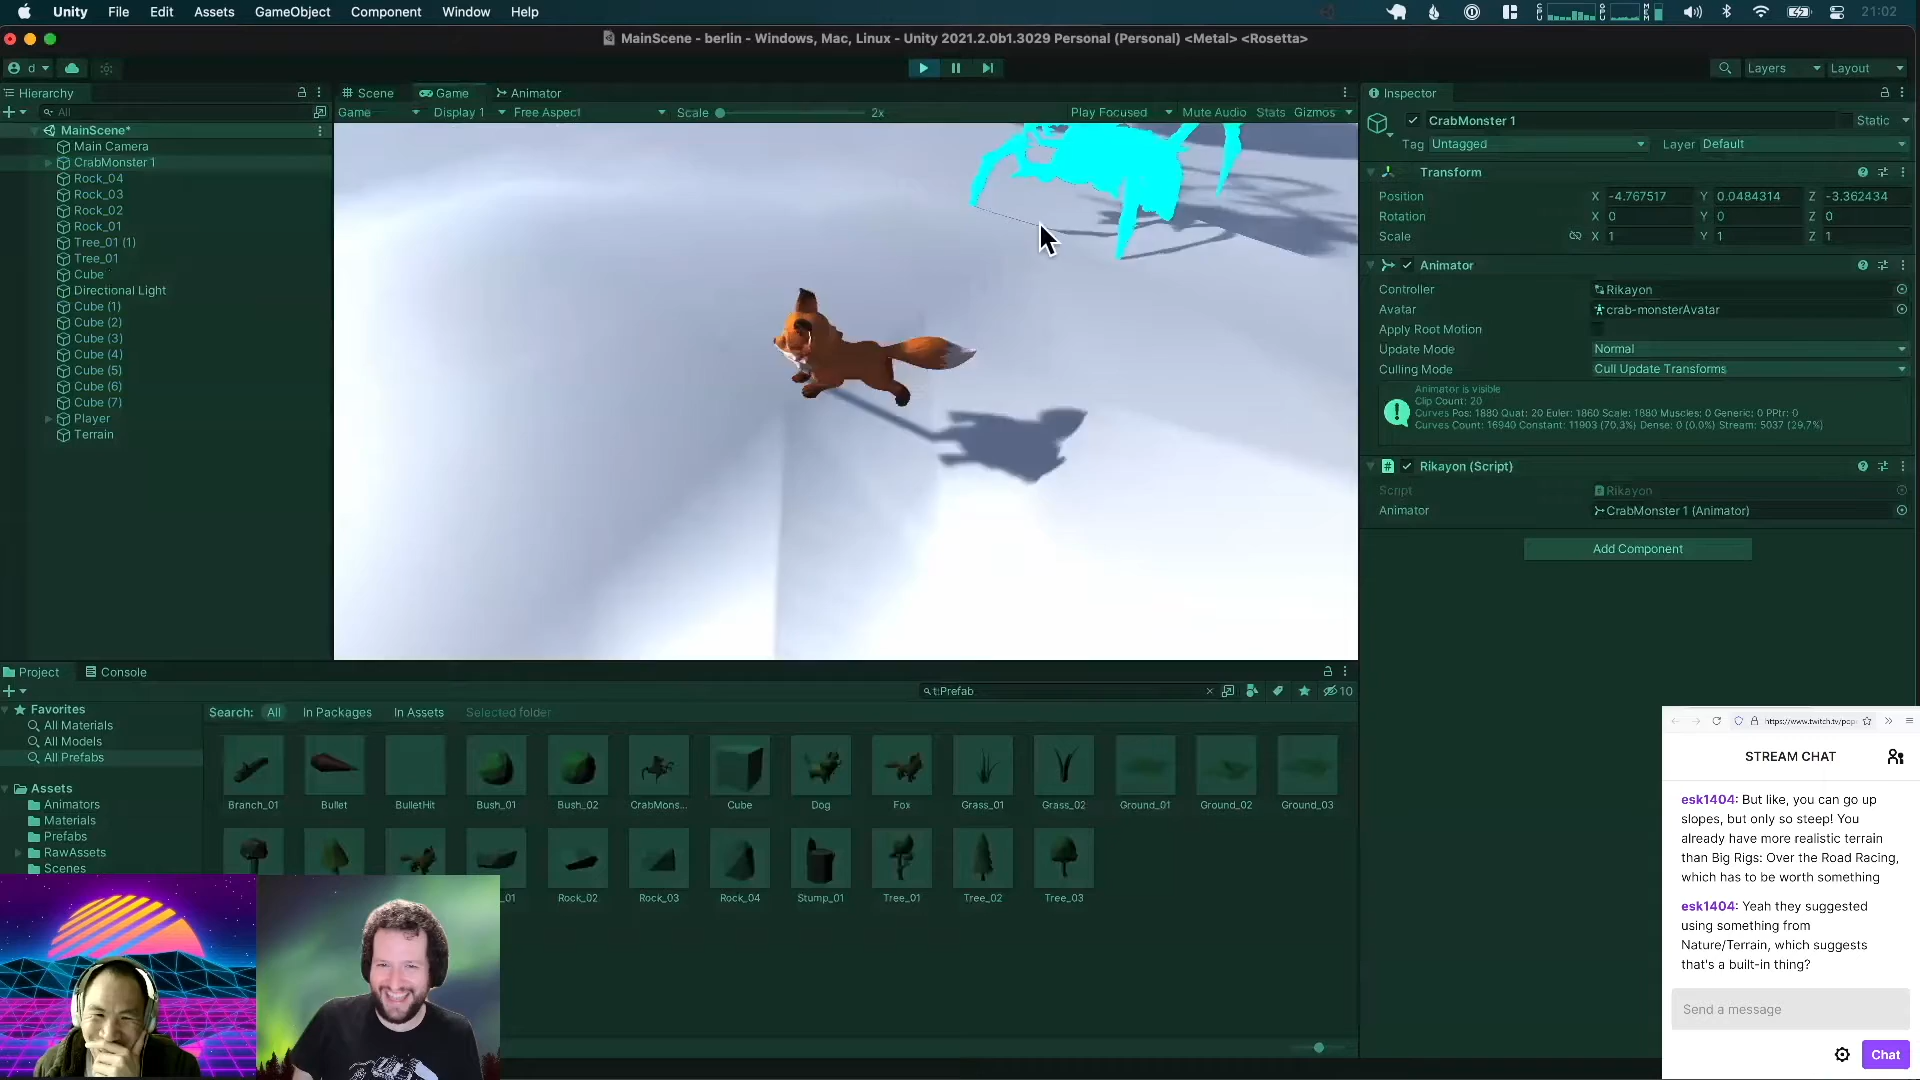 Unity File Edit Assets GameObject Component Window Help 21:02
MainScene - berlin - Windows, Mac, Linux - Unity 2021.2.0b1.3029 Personal (Personal) <Metal> <Rosetta>
d Layers Layout
Hierarchy
All
MainScene*
Main Camera
CrabMonster 1
Rock_04
Rock_03
Rock_02
Rock_01
Tree_01 (1)
Tree_01
Cube
Directional Light
Cube (1)
Cube (2)
Cube (3)
Cube (4)
Cube (5)
Cube (6)
Cube (7)
Player
Terrain
Scene Game Animator
Game Display 1 Free Aspect Scale 2x Play Focused Mute Audio Stats Gizmos
Inspector
CrabMonster 1 Static
Tag Untagged Layer Default
Transform
Position X -4.767517 Y 0.0484314 Z -3.362434
Rotation X 0 Y 0 Z 0
Scale X 1 Y 1 Z 1
Animator
Controller Rikayon
Avatar crab-monsterAvatar
Apply Root Motion
Update Mode Normal
Culling Mode Cull Update Transforms
Animator is visible
Clip Count: 20
Curves Pos: 1880 Quat: 20 Euler: 1860 Scale: 1880 Muscles: 0 Generic: 0 PPtr: 0
Curves Count: 16940 Constant: 11903 (70.3%) Dense: 0 (0.0%) Stream: 5037 (29.7%)
Rikayon (Script)
Script Rikayon
Animator CrabMonster 1 (Animator)
Add Component
Project Console
t:Prefab 10
Favorites
All Materials
All Models
All Prefabs
Assets
Animators
Materials
Prefabs
RawAssets
Scenes
Search: All In Packages In Assets Selected folder
Branch_01 Bullet BulletHit Bush_01 Bush_02 CrabMons... Cube Dog Fox Grass_01 Grass_02 Ground_01 Ground_02 Ground_03
_01 Rock_02 Rock_03 Rock_04 Stump_01 Tree_01 Tree_02 Tree_03
https://www.twitch.tv/pop
STREAM CHAT
esk1404: But like, you can go up
slopes, but only so steep! You
already have more realistic terrain
than Big Rigs: Over the Road Racing,
which has to be worth something
esk1404: Yeah they suggested
using something from
Nature/Terrain, which suggests
that's a built-in thing?
Send a message
Chat